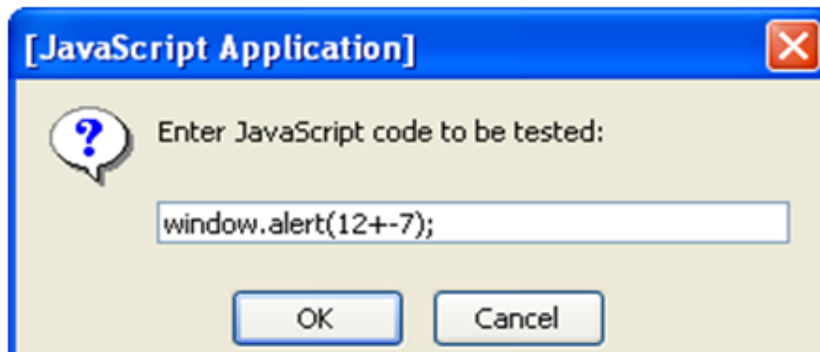 [JavaScript Application]
?
Enter JavaScript code to be tested:
window.alert(12+-7);
OK Cancel